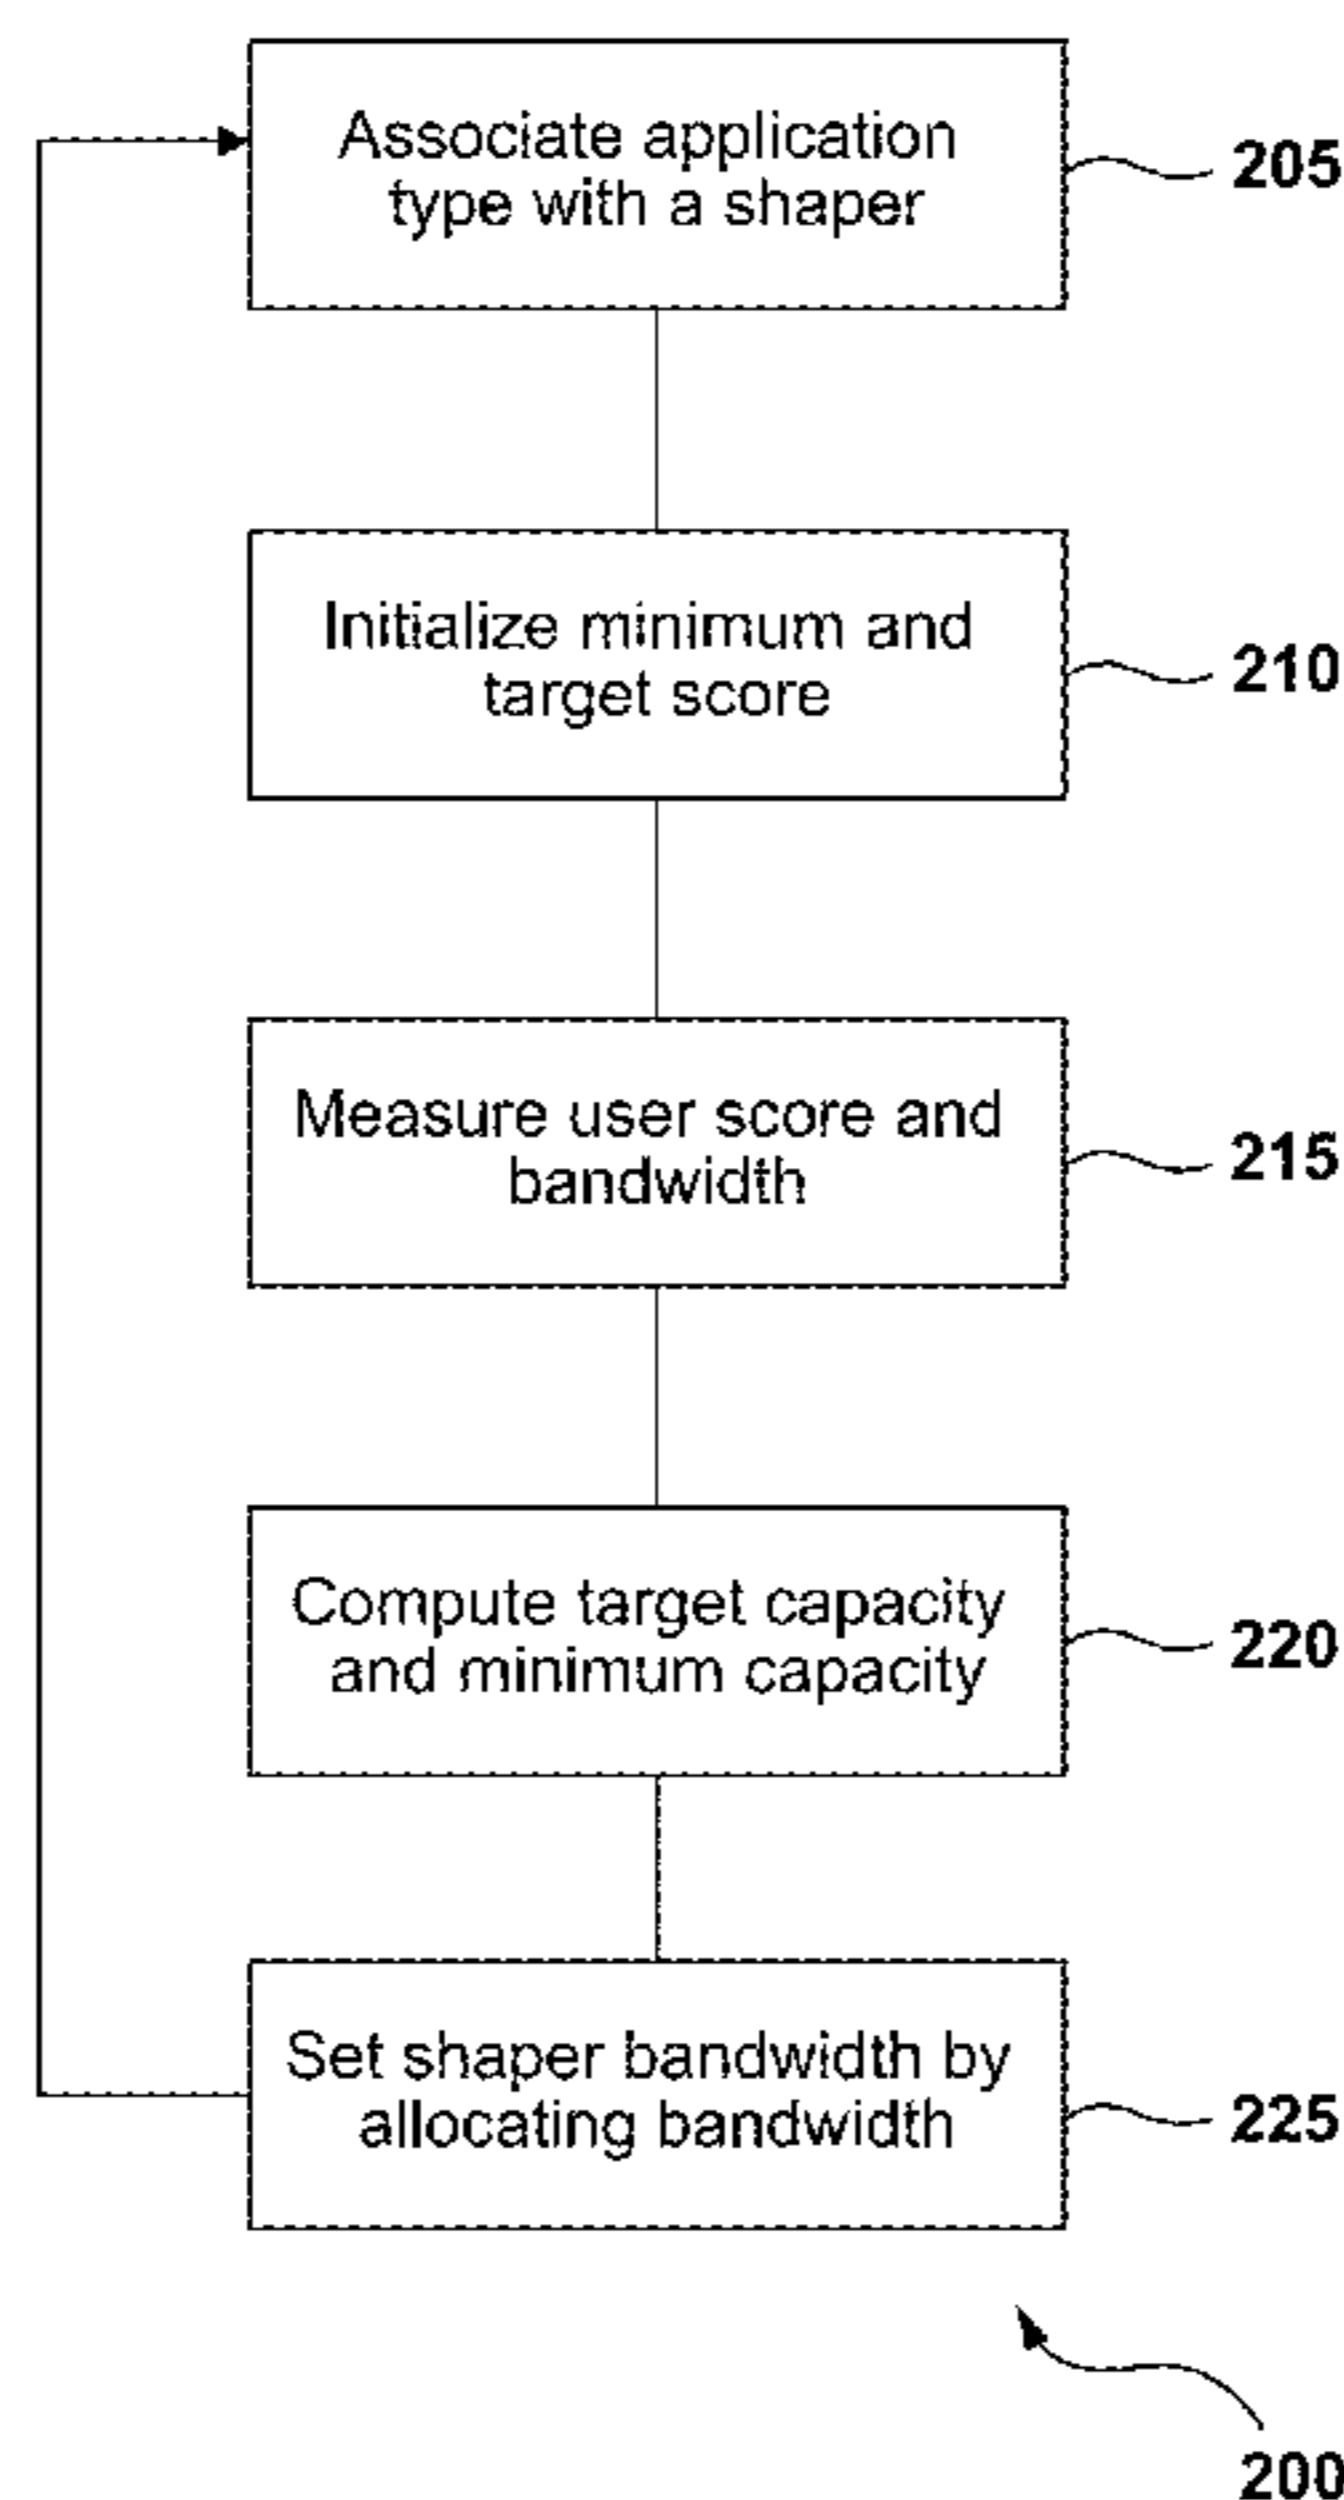 Associate application
type with a shaper
205
Initialize minimum and
target score
210
Measure user score and
bandwidth
215
Compute target capacity
and minimum capacity
220
Set shaper bandwidth by
allocating bandwidth
225
200